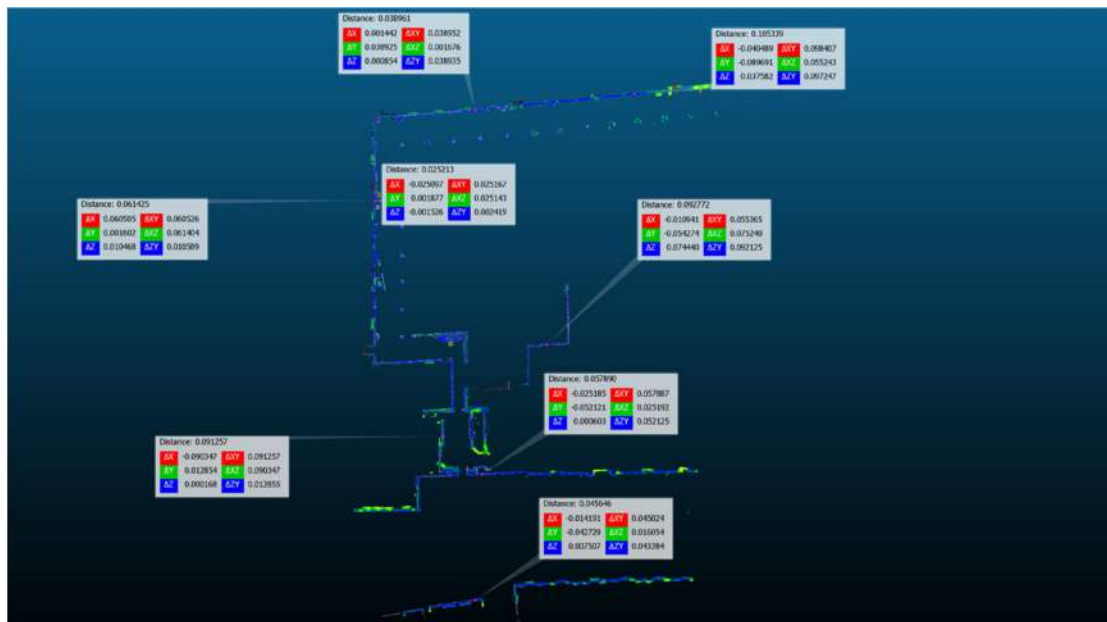 Distance: 0.038961
ΔX 0.001442 ΔXY 0.038952
ΔY 0.038925 ΔXZ 0.001676
ΔZ 0.000854 ΔZY 0.038935
Distance: 0.105339
ΔX -0.040489 ΔXY 0.098407
ΔY -0.089691 ΔXZ 0.055243
ΔZ 0.037582 ΔZY 0.097247
Distance: 0.025213
ΔX -0.025097 ΔXY 0.025167
ΔY 0.001877 ΔXZ 0.025143
ΔZ -0.001526 ΔZY 0.002419
Distance: 0.061425
ΔX 0.060505 ΔXY 0.060526
ΔY 0.001602 ΔXZ 0.061404
ΔZ 0.010468 ΔZY 0.010589
Distance: 0.092772
ΔX -0.010941 ΔXY 0.055365
ΔY -0.054274 ΔXZ 0.075240
ΔZ 0.074440 ΔZY 0.092125
Distance: 0.057890
ΔX -0.025185 ΔXY 0.057887
ΔY -0.052121 ΔXZ 0.025192
ΔZ 0.000603 ΔZY 0.052125
Distance: 0.091257
ΔX -0.090347 ΔXY 0.091257
ΔY 0.012854 ΔXZ 0.090347
ΔZ 0.000168 ΔZY 0.012855
Distance: 0.045646
ΔX -0.014191 ΔXY 0.045024
ΔY -0.042729 ΔXZ 0.016054
ΔZ 0.007507 ΔZY 0.043384